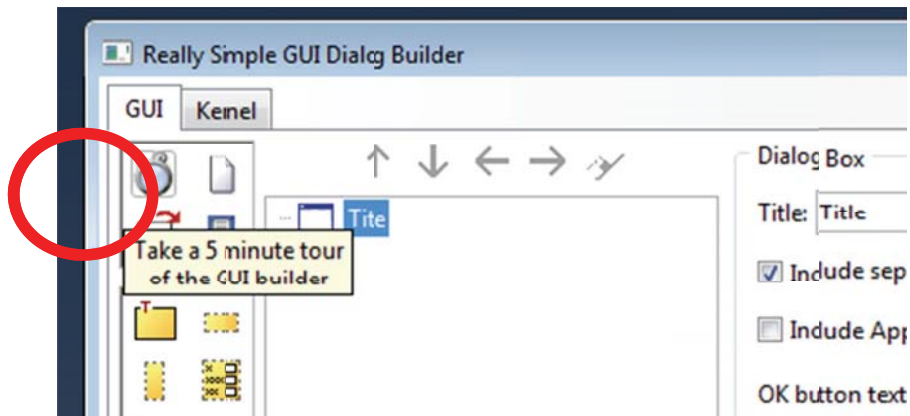 Really Simple GUI Dialog Builder
GUI Kernel
Dialog Box
Tite
Title: Title
Take a 5 minute tour
of the GUI builder
Include sep
T
Include App
OK button text